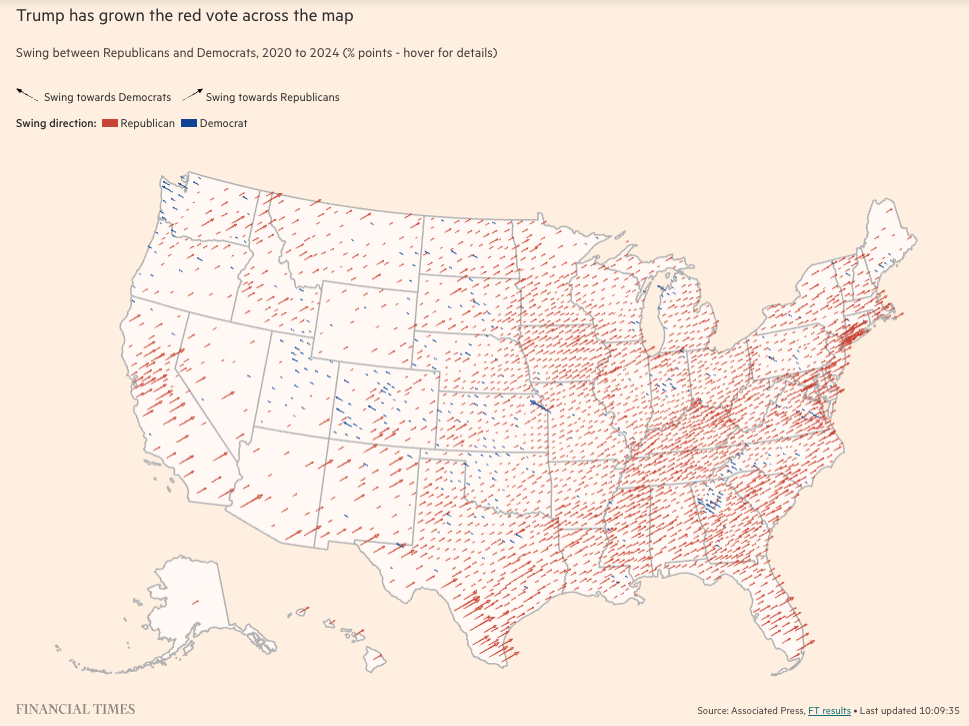 Trump has grown the red vote across the map
Swing between Republicans and Democrats, 2020 to 2024 (% points - hover for details)
Swing towards Democrats Swing towards Republicans
Swing direction: Republican Democrat
FINANCIAL TIMES Source: Associated Press, FT results • Last updated 10:09:35